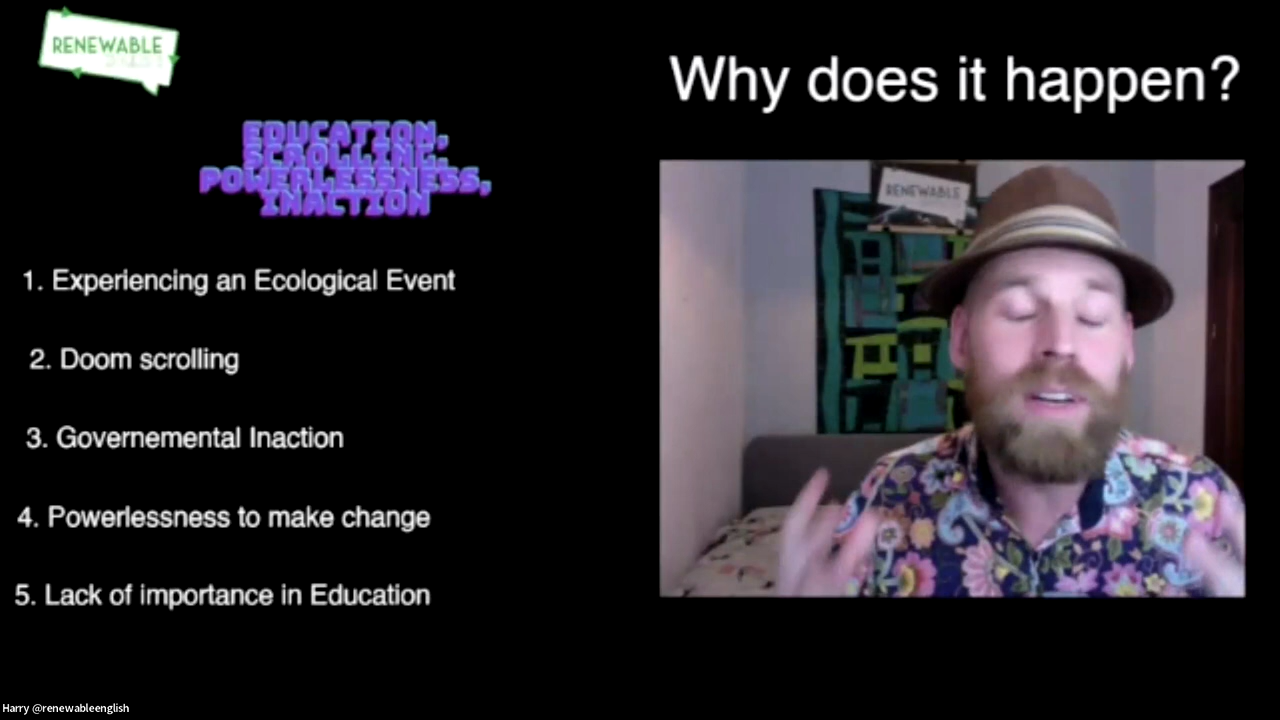 RENEWABLE
Why does it happen?
EDUCATION,
SCROLLING,
POWERLESSNESS,
INACTION
RENEWABLE
1. Experiencing an Ecological Event
2. Doom scrolling
3. Governemental Inaction
4. Powerlessness to make change
5. Lack of importance in Education
Harry @renewableenglish